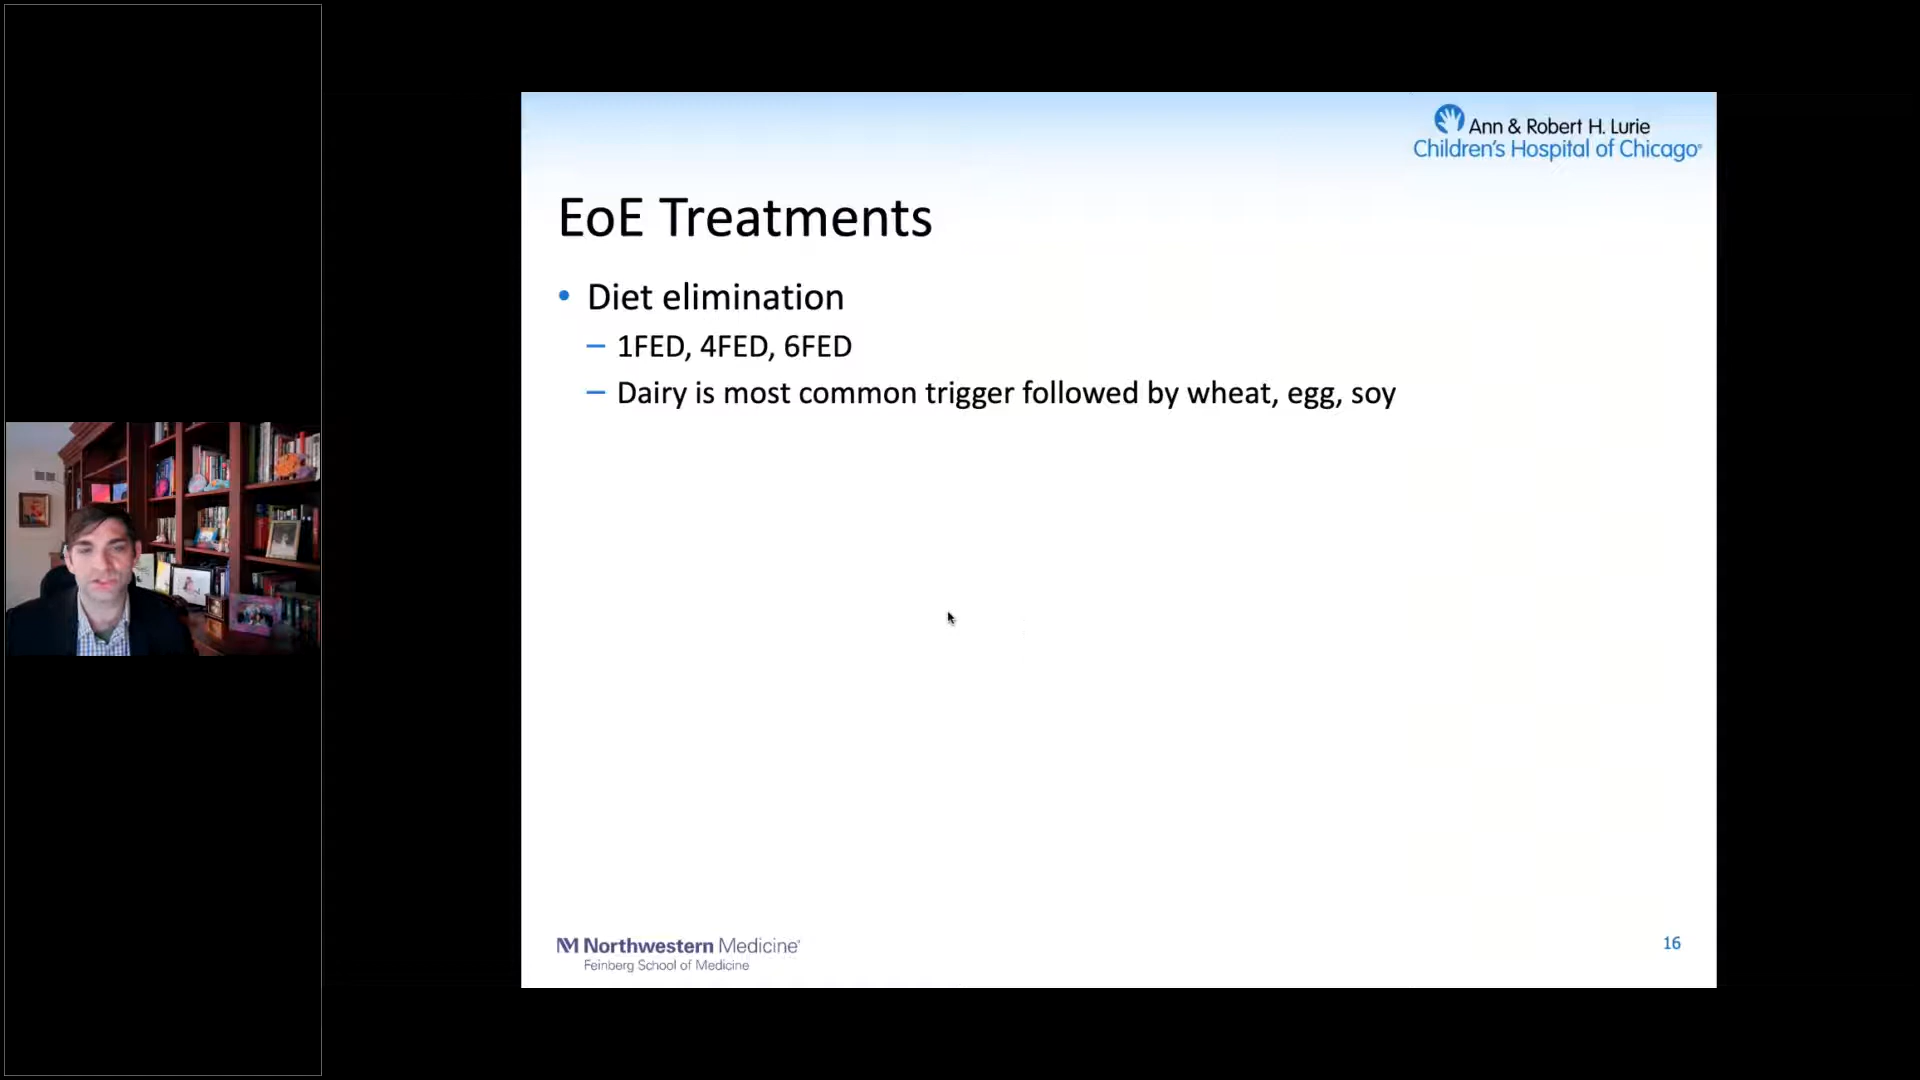 Ann & Robert H. Lurie
Children's Hospital of Chicago®
EoE Treatments
• Diet elimination
– 1FED, 4FED, 6FED
– Dairy is most common trigger followed by wheat, egg, soy
NM Northwestern Medicine®
Feinberg School of Medicine
16